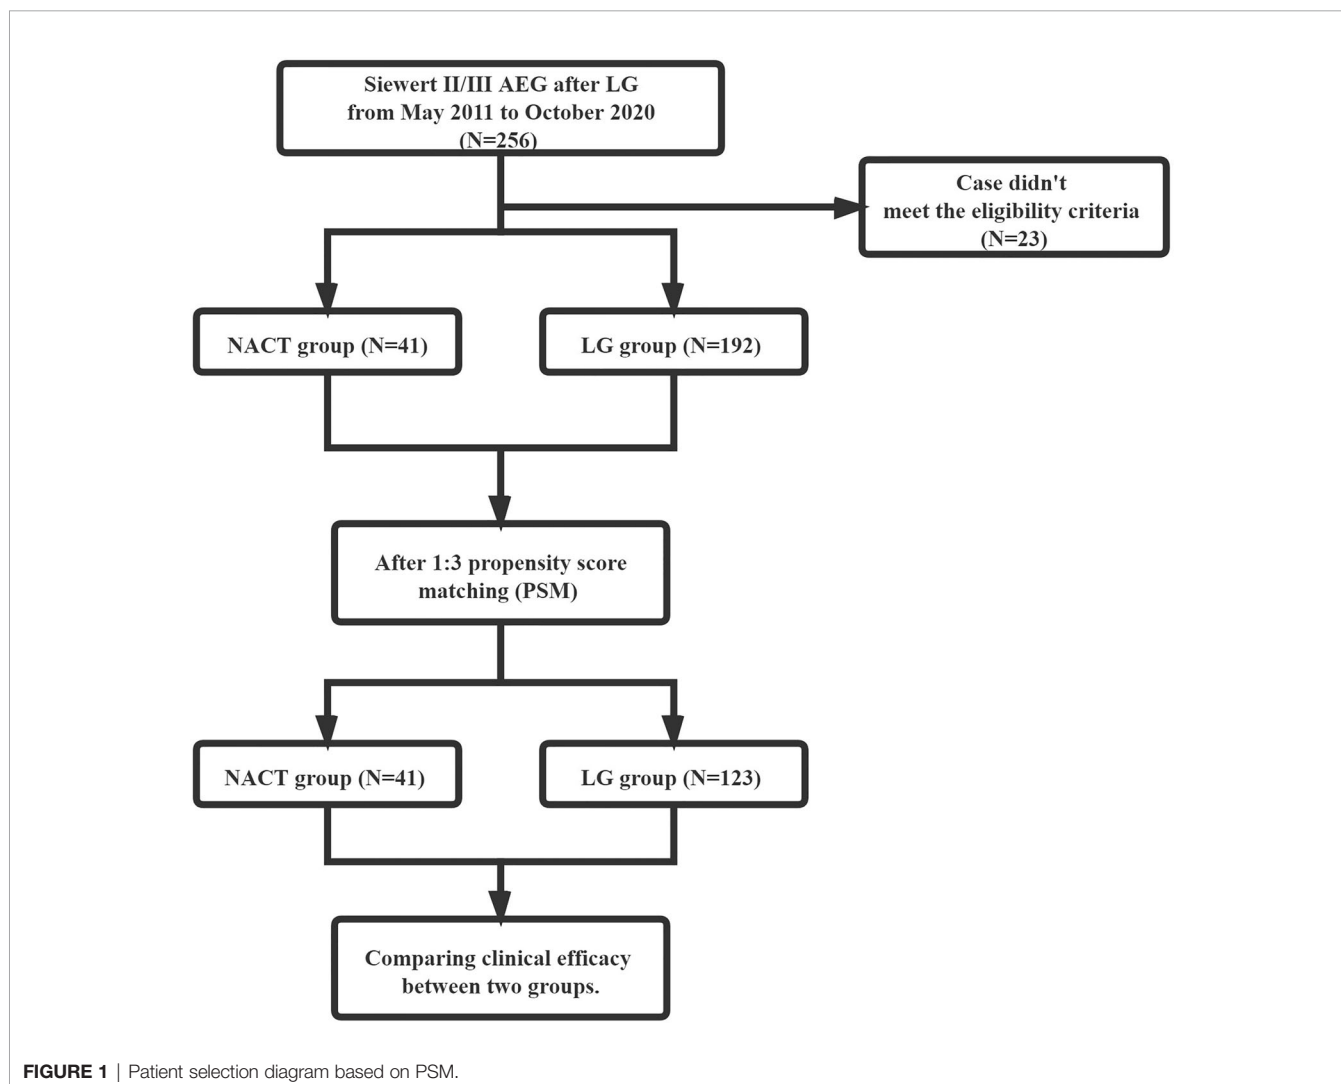 Siewert II/III AEG after LG
from May 2011 to October 2020
(N=256)
Case didn't
meet the eligibility criteria
(N=23)
NACT group (N=41)
LG group (N=192)
After 1:3 propensity score
matching (PSM)
NACT group (N=41)
LG group (N=123)
Comparing clinical efficacy
between two groups.
FIGURE 1 | Patient selection diagram based on PSM.